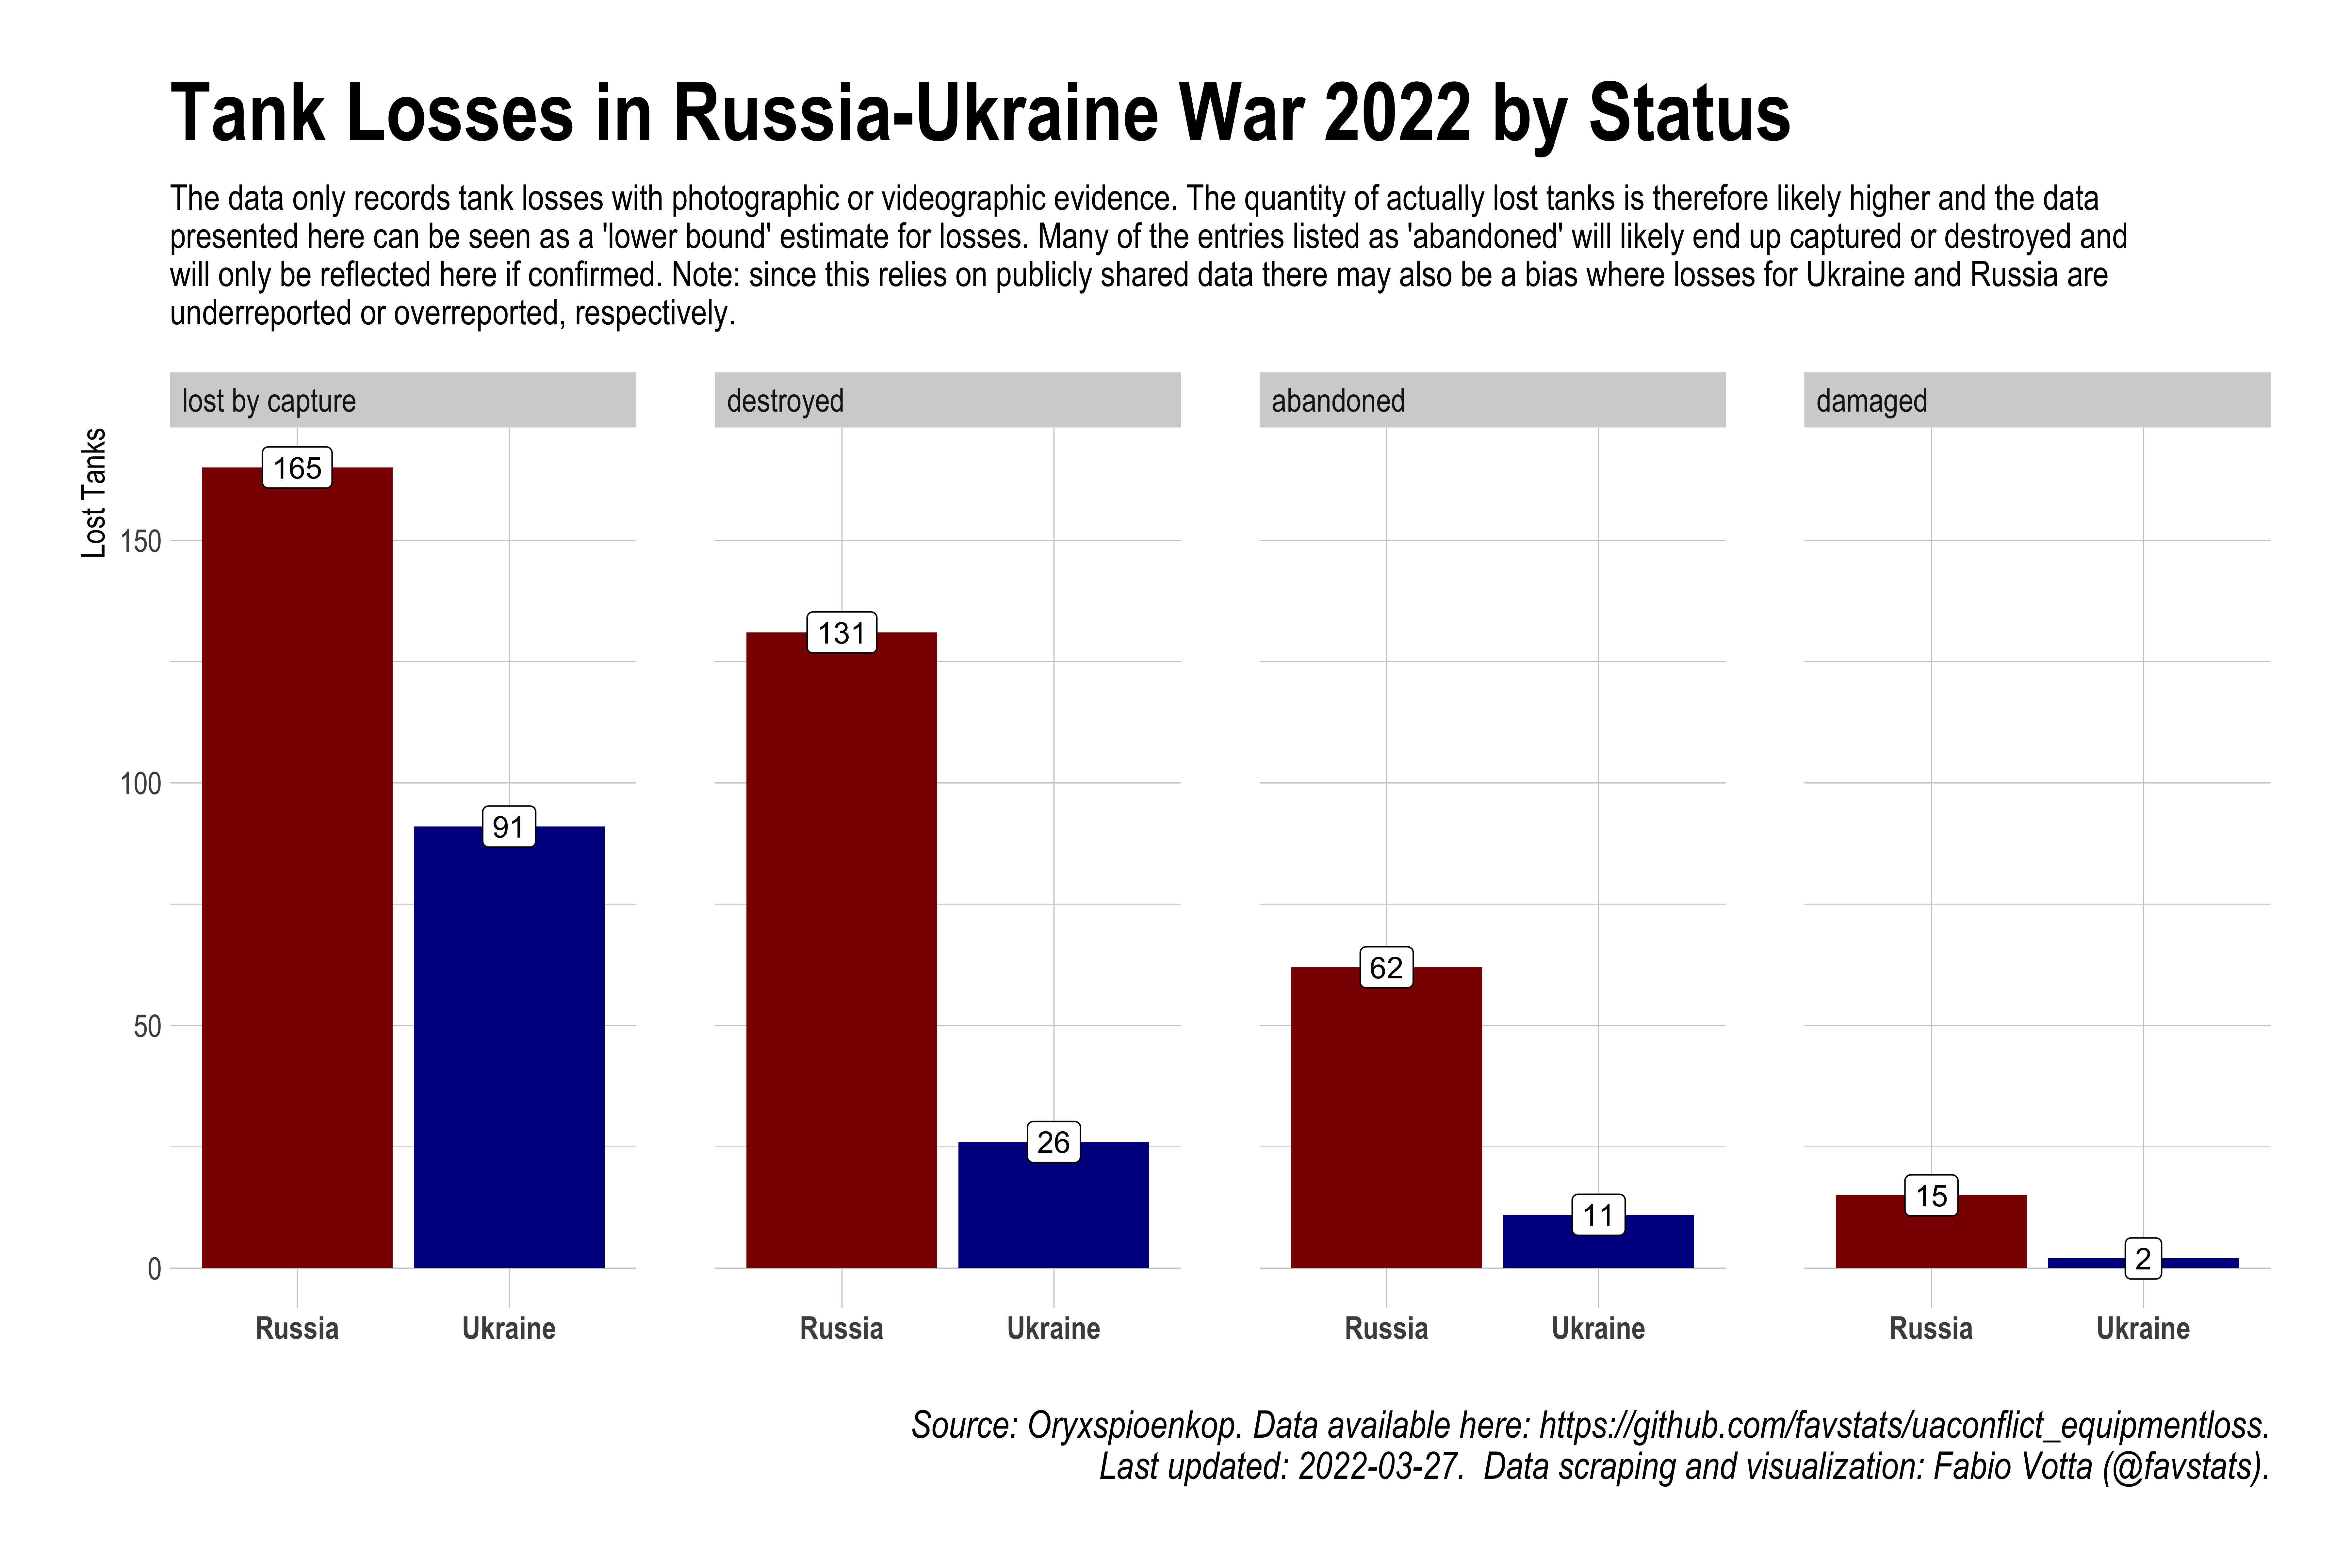 Tank Losses in Russia-Ukraine War 2022 by Status
The data only records tank losses with photographic or videographic evidence. The quantity of actually lost tanks is therefore likely higher and the data
presented here can be seen as a 'lower bound' estimate for losses. Many of the entries listed as 'abandoned' will likely end up captured or destroyed and
will only be reflected here if confirmed. Note: since this relies on publicly shared data there may also be a bias where losses for Ukraine and Russia are
underreported or overreported, respectively.
lost by capture
destroyed
abandoned
damaged
Lost Tanks
150
100
50
0
165
91
131
26
62
11
15
2
Russia
Ukraine
Russia
Ukraine
Russia
Ukraine
Russia
Ukraine
Source: Oryxspioenkop. Data available here: https://github.com/favstats/uaconflict_equipmentloss.
Last updated: 2022-03-27.  Data scraping and visualization: Fabio Votta (@favstats).